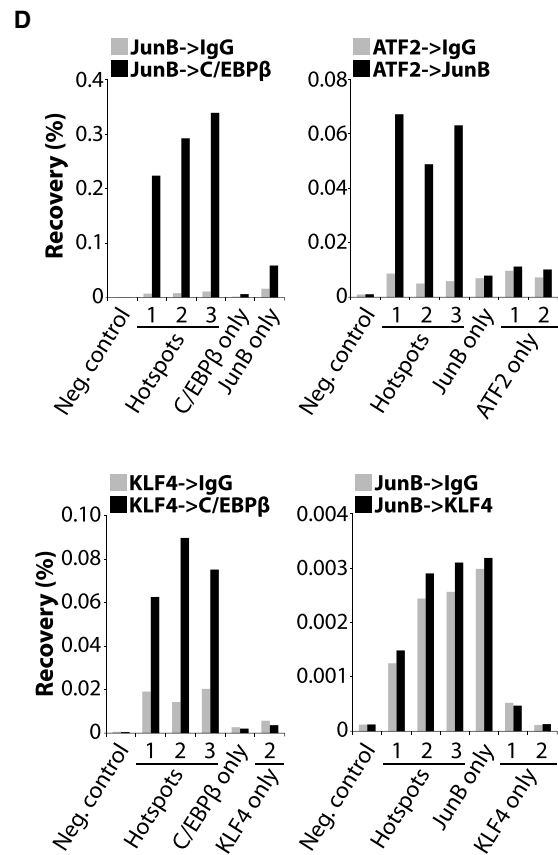 D
JunB->IgG
JunB->C/EBPβ
Recovery (%)
0.4
0.3
0.2
0.1
0
Neg. control
1 2 3
Hotspots
C/EBPβ only
JunB only
ATF2->IgG
ATF2->JunB
0.08
0.06
0.04
0.02
0
Neg. control
1 2 3
Hotspots
JunB only
1 2
ATF2 only
KLF4->IgG
KLF4->C/EBPβ
Recovery (%)
0.10
0.08
0.06
0.04
0.02
0
Neg. control
1 2 3
Hotspots
C/EBPβ only
2
KLF4 only
JunB->IgG
JunB->KLF4
0.004
0.003
0.002
0.001
0
Neg. control
1 2 3
Hotspots
JunB only
1 2
KLF4 only